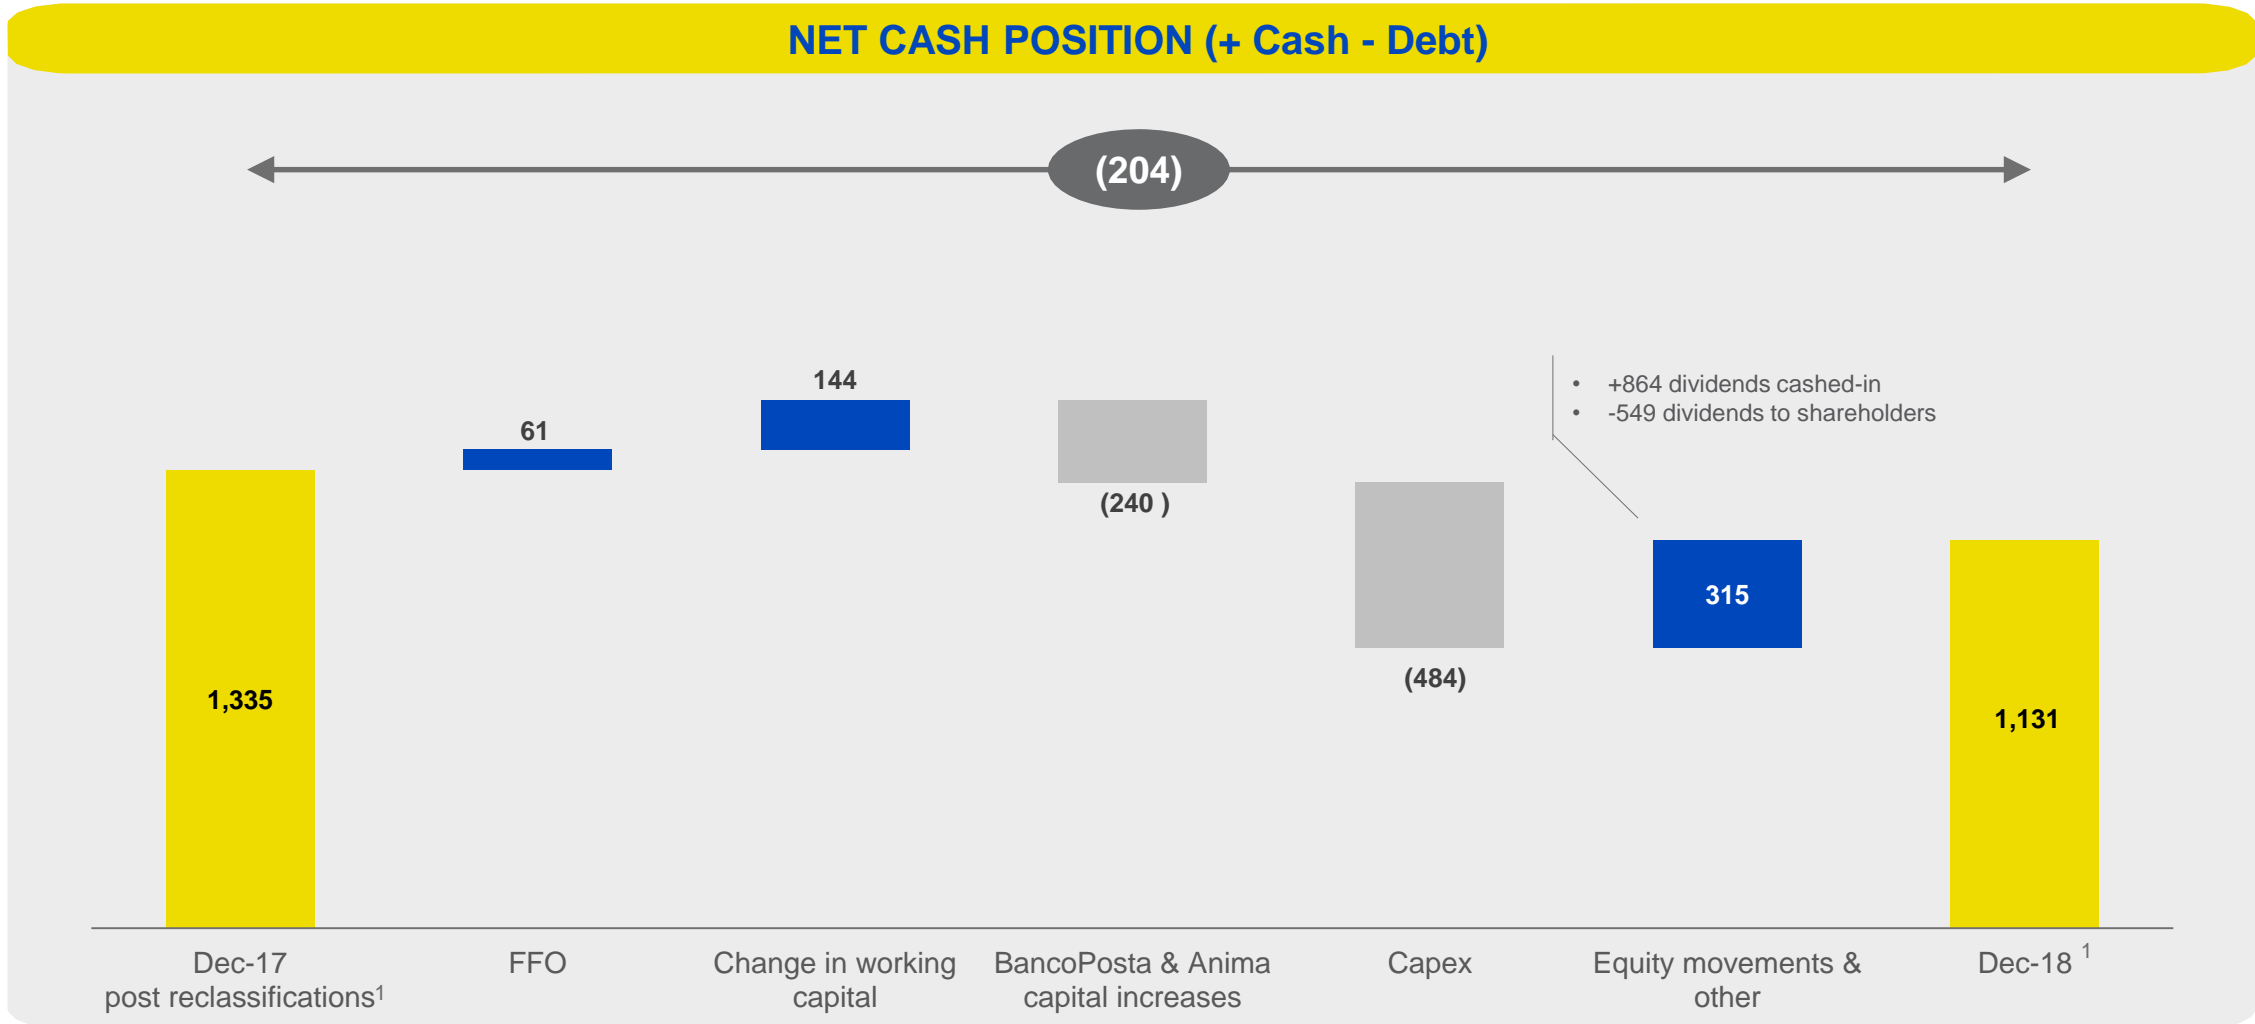 NET CASH POSITION (+ Cash - Debt)
(204)
• +864 dividends cashed-in
• -549 dividends to shareholders
144
61
(240 )
315
(484)
1,335
1,131
Dec-17
post reclassifications¹
FFO
Change in working
capital
BancoPosta & Anima
capital increases
Capex
Equity movements &
other
Dec-18 ¹